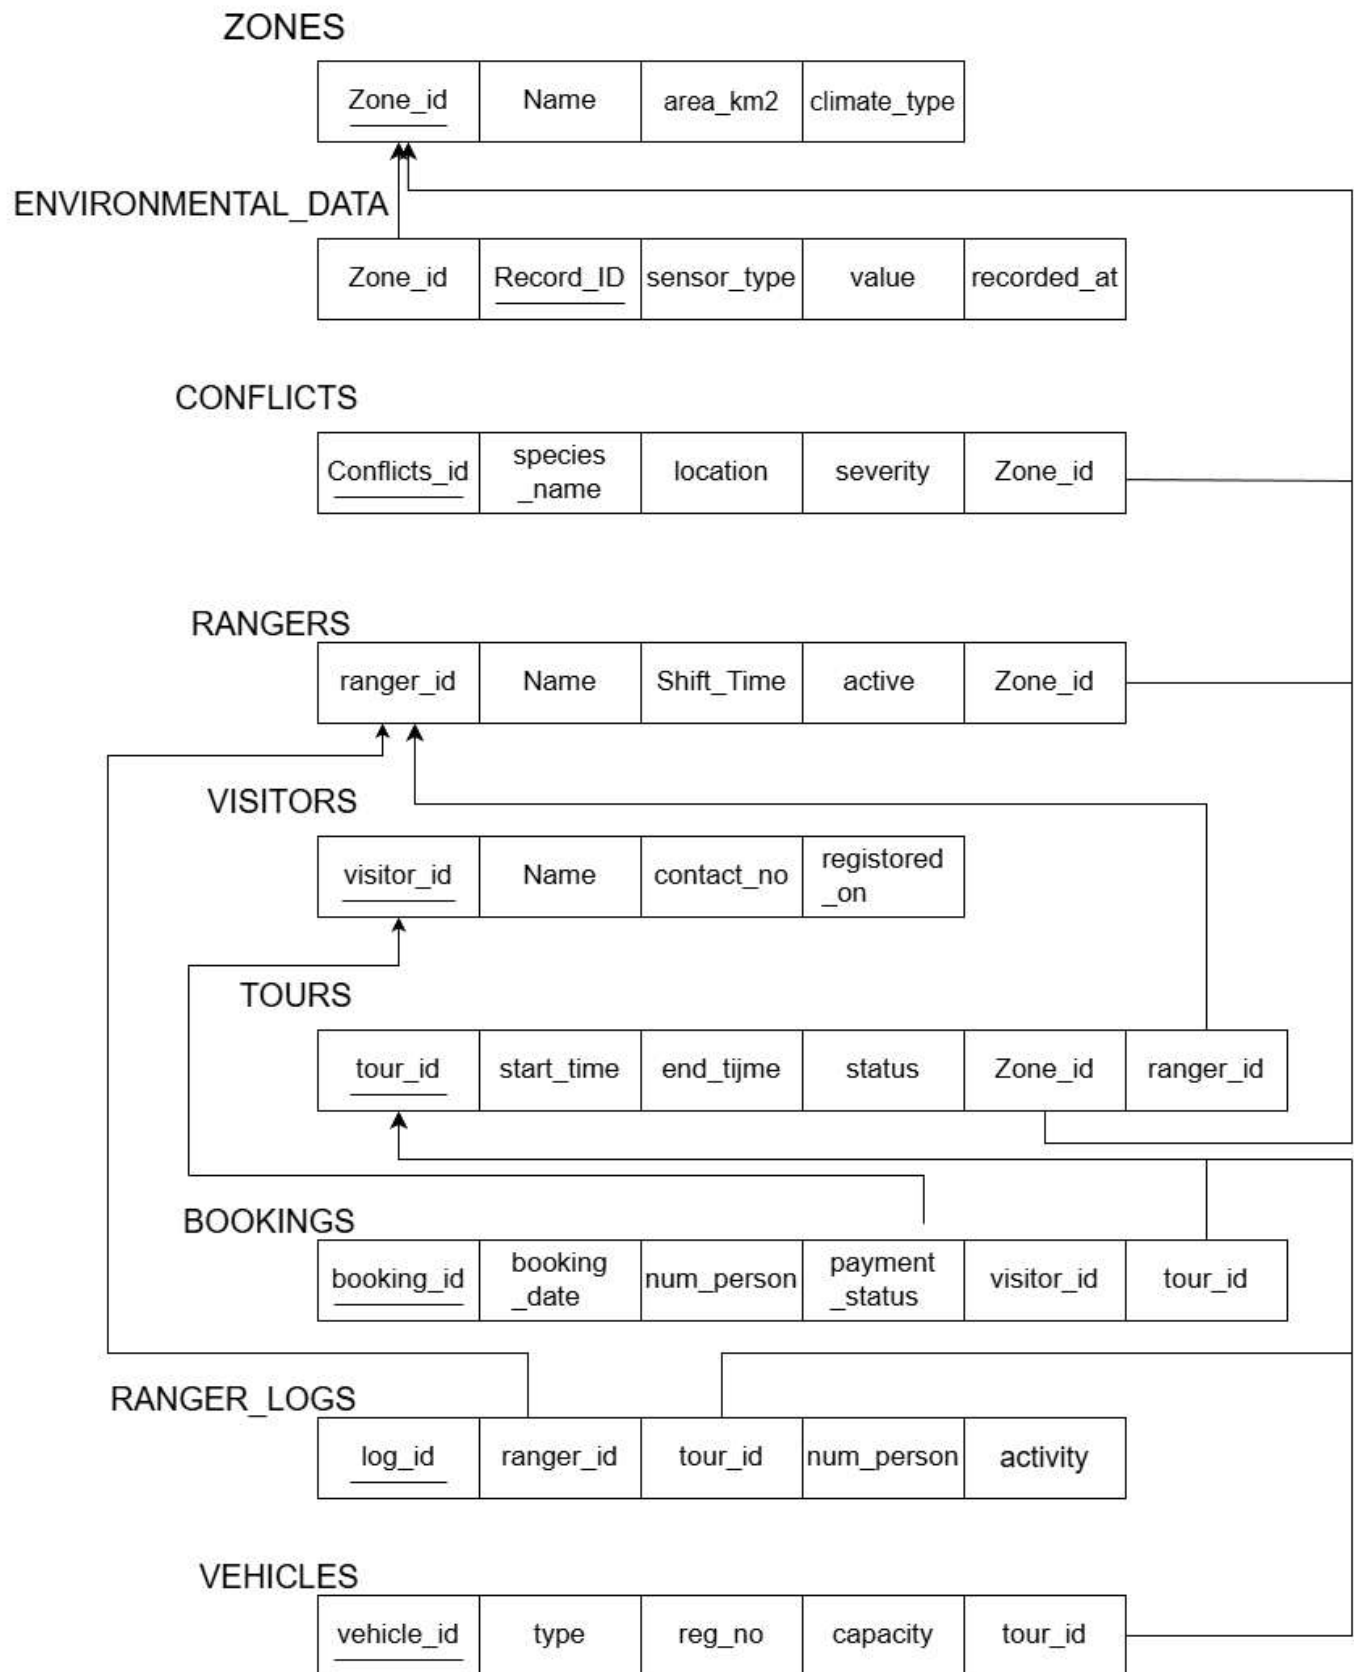 ZONES
Zone_id Name area_km2 climate_type
ENVIRONMENTAL_DATA
Zone_id Record_ID sensor_type value recorded_at
CONFLICTS
Conflicts_id species _name location severity Zone_id
RANGERS
ranger_id Name Shift_Time active Zone_id
VISITORS
visitor_id Name contact_no registored _on
TOURS
tour_id start_time end_tijme status Zone_id ranger_id
BOOKINGS
booking_id booking _date num_person payment _status visitor_id tour_id
RANGER_LOGS
log_id ranger_id tour_id num_person activity
VEHICLES
vehicle_id type reg_no capacity tour_id